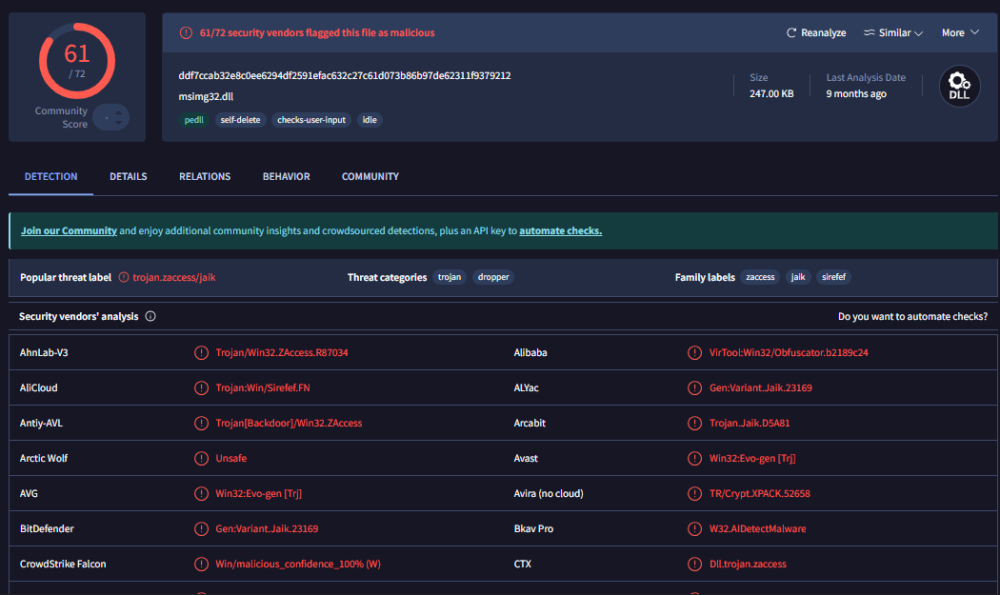 61
/ 72
Community
Score
-
61/72 security vendors flagged this file as malicious
Reanalyze
Similar
More
ddf7ccab32e8c0ee6294df2591efac632c27c61d073b86b97de62311f9379212
msimg32.dll
pedll self-delete checks-user-input idle
Size
247.00 KB
Last Analysis Date
9 months ago
DLL
DETECTION DETAILS RELATIONS BEHAVIOR COMMUNITY
Join our Community and enjoy additional community insights and crowdsourced detections, plus an API key to automate checks.
Popular threat label trojan.zaccess/jaik Threat categories trojan dropper Family labels zaccess jaik sirefef
Security vendors' analysis Do you want to automate checks?
AhnLab-V3 Trojan/Win32.ZAccess.R87034 Alibaba VirTool:Win32/Obfuscator.b2189c24
AliCloud Trojan:Win/Sirefef.FN ALYac Gen:Variant.Jaik.23169
Antiy-AVL Trojan[Backdoor]/Win32.ZAccess Arcabit Trojan.Jaik.D5A81
Arctic Wolf Unsafe Avast Win32:Evo-gen [Trj]
AVG Win32:Evo-gen [Trj] Avira (no cloud) TR/Crypt.XPACK.52658
BitDefender Gen:Variant.Jaik.23169 Bkav Pro W32.AIDetectMalware
CrowdStrike Falcon Win/malicious_confidence_100% (W) CTX Dll.trojan.zaccess